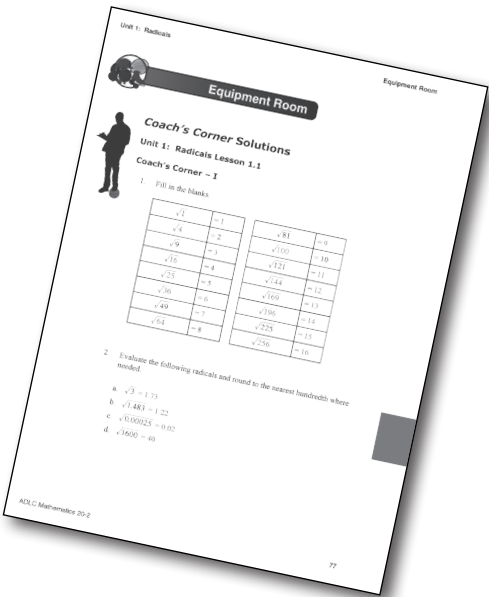 Unit 1: Radicals
Equipment Room
Equipment Room
Coach's Corner Solutions
Unit 1: Radicals Lesson 1.1
Coach's Corner – I
1. Fill in the blanks.
√1 = 1
√4 = 2
√9 = 3
√16 = 4
√25 = 5
√36 = 6
√49 = 7
√64 = 8
√81 = 9
√100 = 10
√121 = 11
√144 = 12
√169 = 13
√196 = 14
√225 = 15
√256 = 16
2. Evaluate the following radicals and round to the nearest hundredth where
needed.
a. √3 = 1.73
b. √1.483 = 1.22
c. √0.00025 = 0.02
d. √1600 = 40
ADLC Mathematics 20-2
77